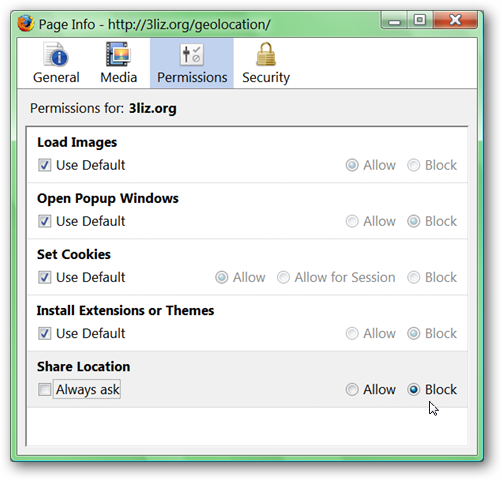 Page Info - http://3liz.org/geolocation/
General Media Permissions Security
Permissions for: 3liz.org
Load Images
Use Default Allow Block
Open Popup Windows
Use Default Allow Block
Set Cookies
Use Default Allow Allow for Session Block
Install Extensions or Themes
Use Default Allow Block
Share Location
Always ask Allow Block